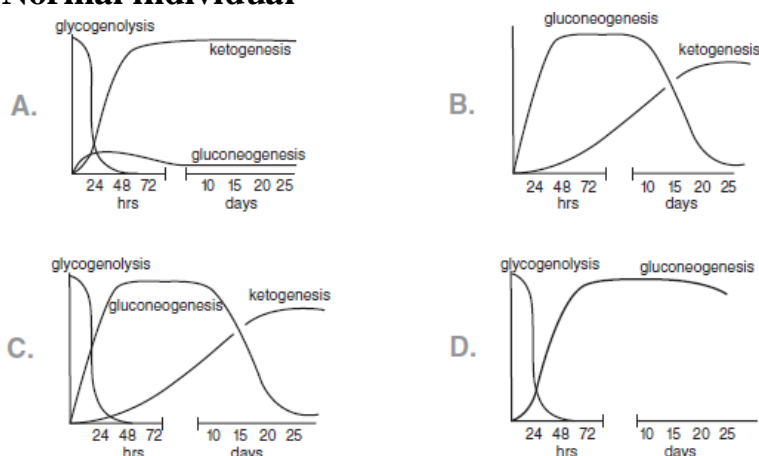 Normal individual
glycogenolysis
ketogenesis
gluconeogenesis
A.
24 48 72 10 15 20 25
hrs days
gluconeogenesis
ketogenesis
B.
24 48 72 10 15 20 25
hrs days
glycogenolysis
gluconeogenesis
ketogenesis
C.
24 48 72 10 15 20 25
hrs days
glycogenolysis
gluconeogenesis
D.
24 48 72 10 15 20 25
hrs days